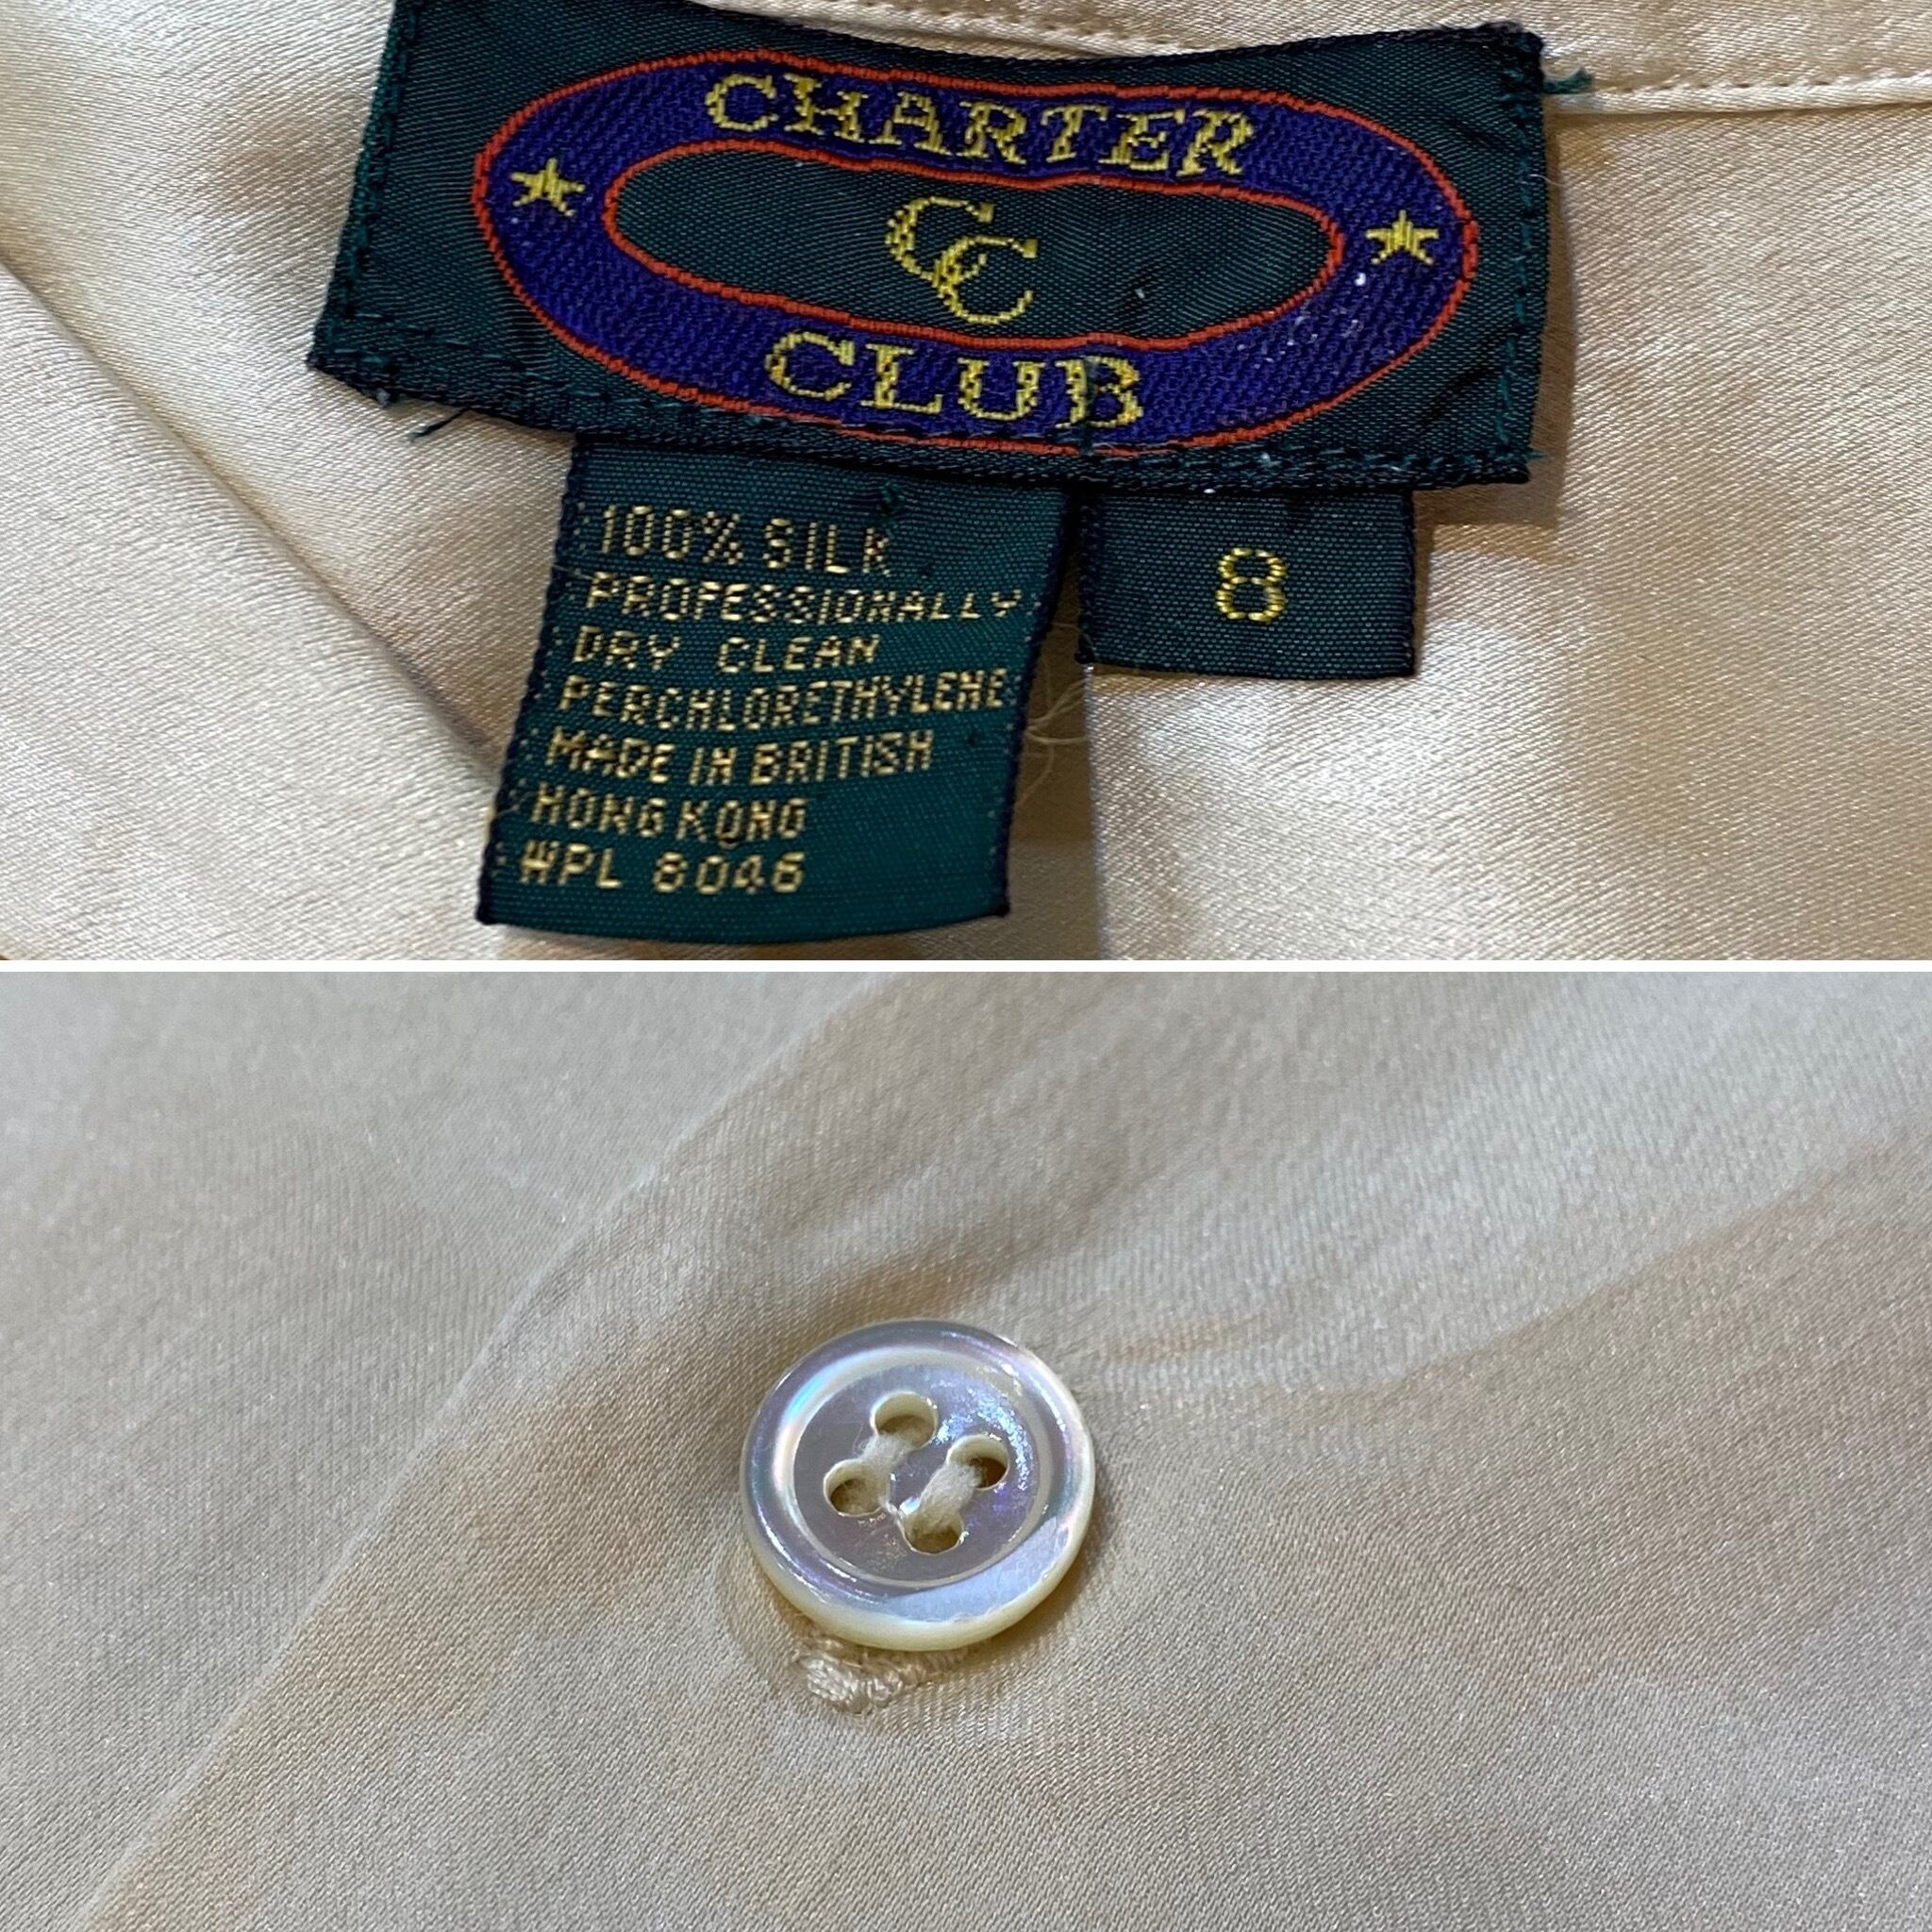 CHARTER
CC
CLUB
100% SILK
PROFESSIONALLY
DRY CLEAN
PERCHLORETHYLENE
MADE IN BRITISH
HONG KONG
WPL 8046
8